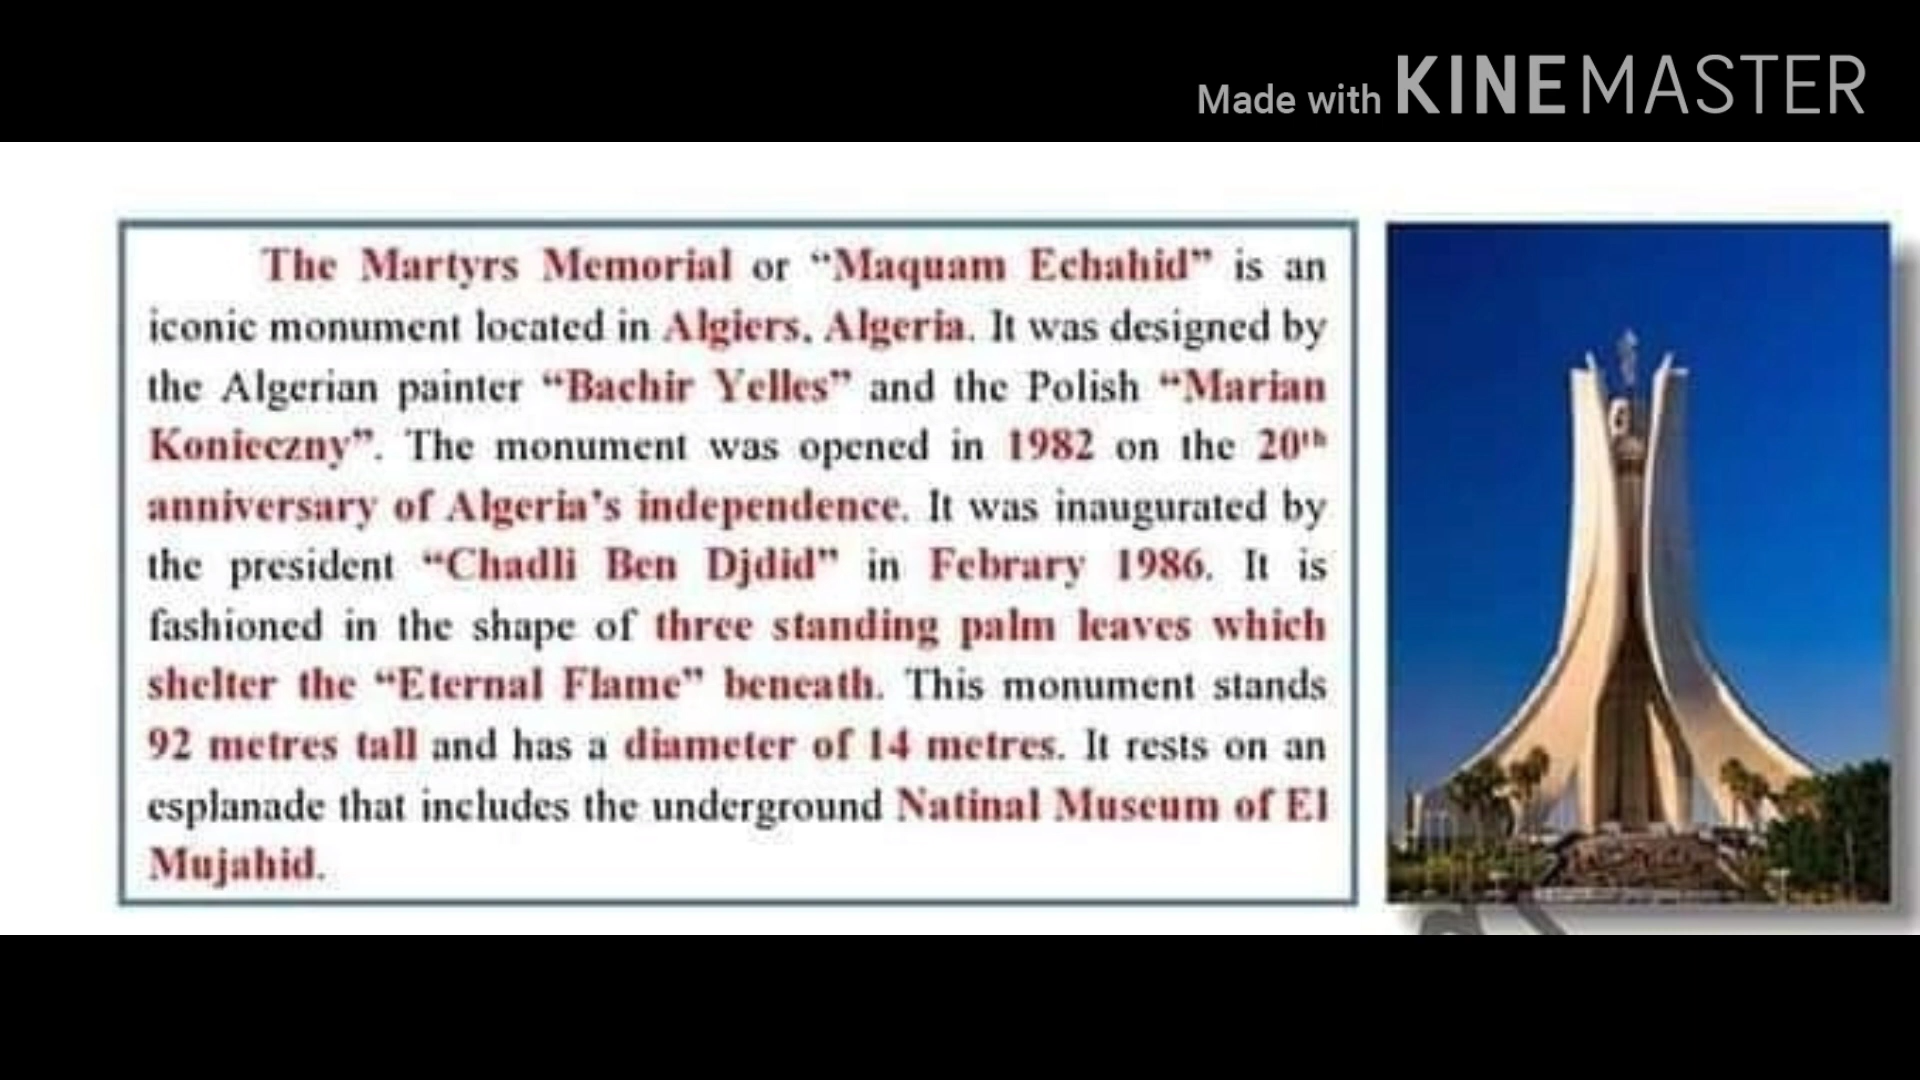 Made with KINEMASTER
The Martyrs Memorial or “Maquam Echahid” is an
iconic monument located in Algiers, Algeria. It was designed by
the Algerian painter “Bachir Yelles” and the Polish “Marian
Konieczny”. The monument was opened in 1982 on the 20th
anniversary of Algeria’s independence. It was inaugurated by
the president “Chadli Ben Djdid” in Febrary 1986. It is
fashioned in the shape of three standing palm leaves which
shelter the “Eternal Flame” beneath. This monument stands
92 metres tall and has a diameter of 14 metres. It rests on an
esplanade that includes the underground Natinal Museum of El
Mujahid.